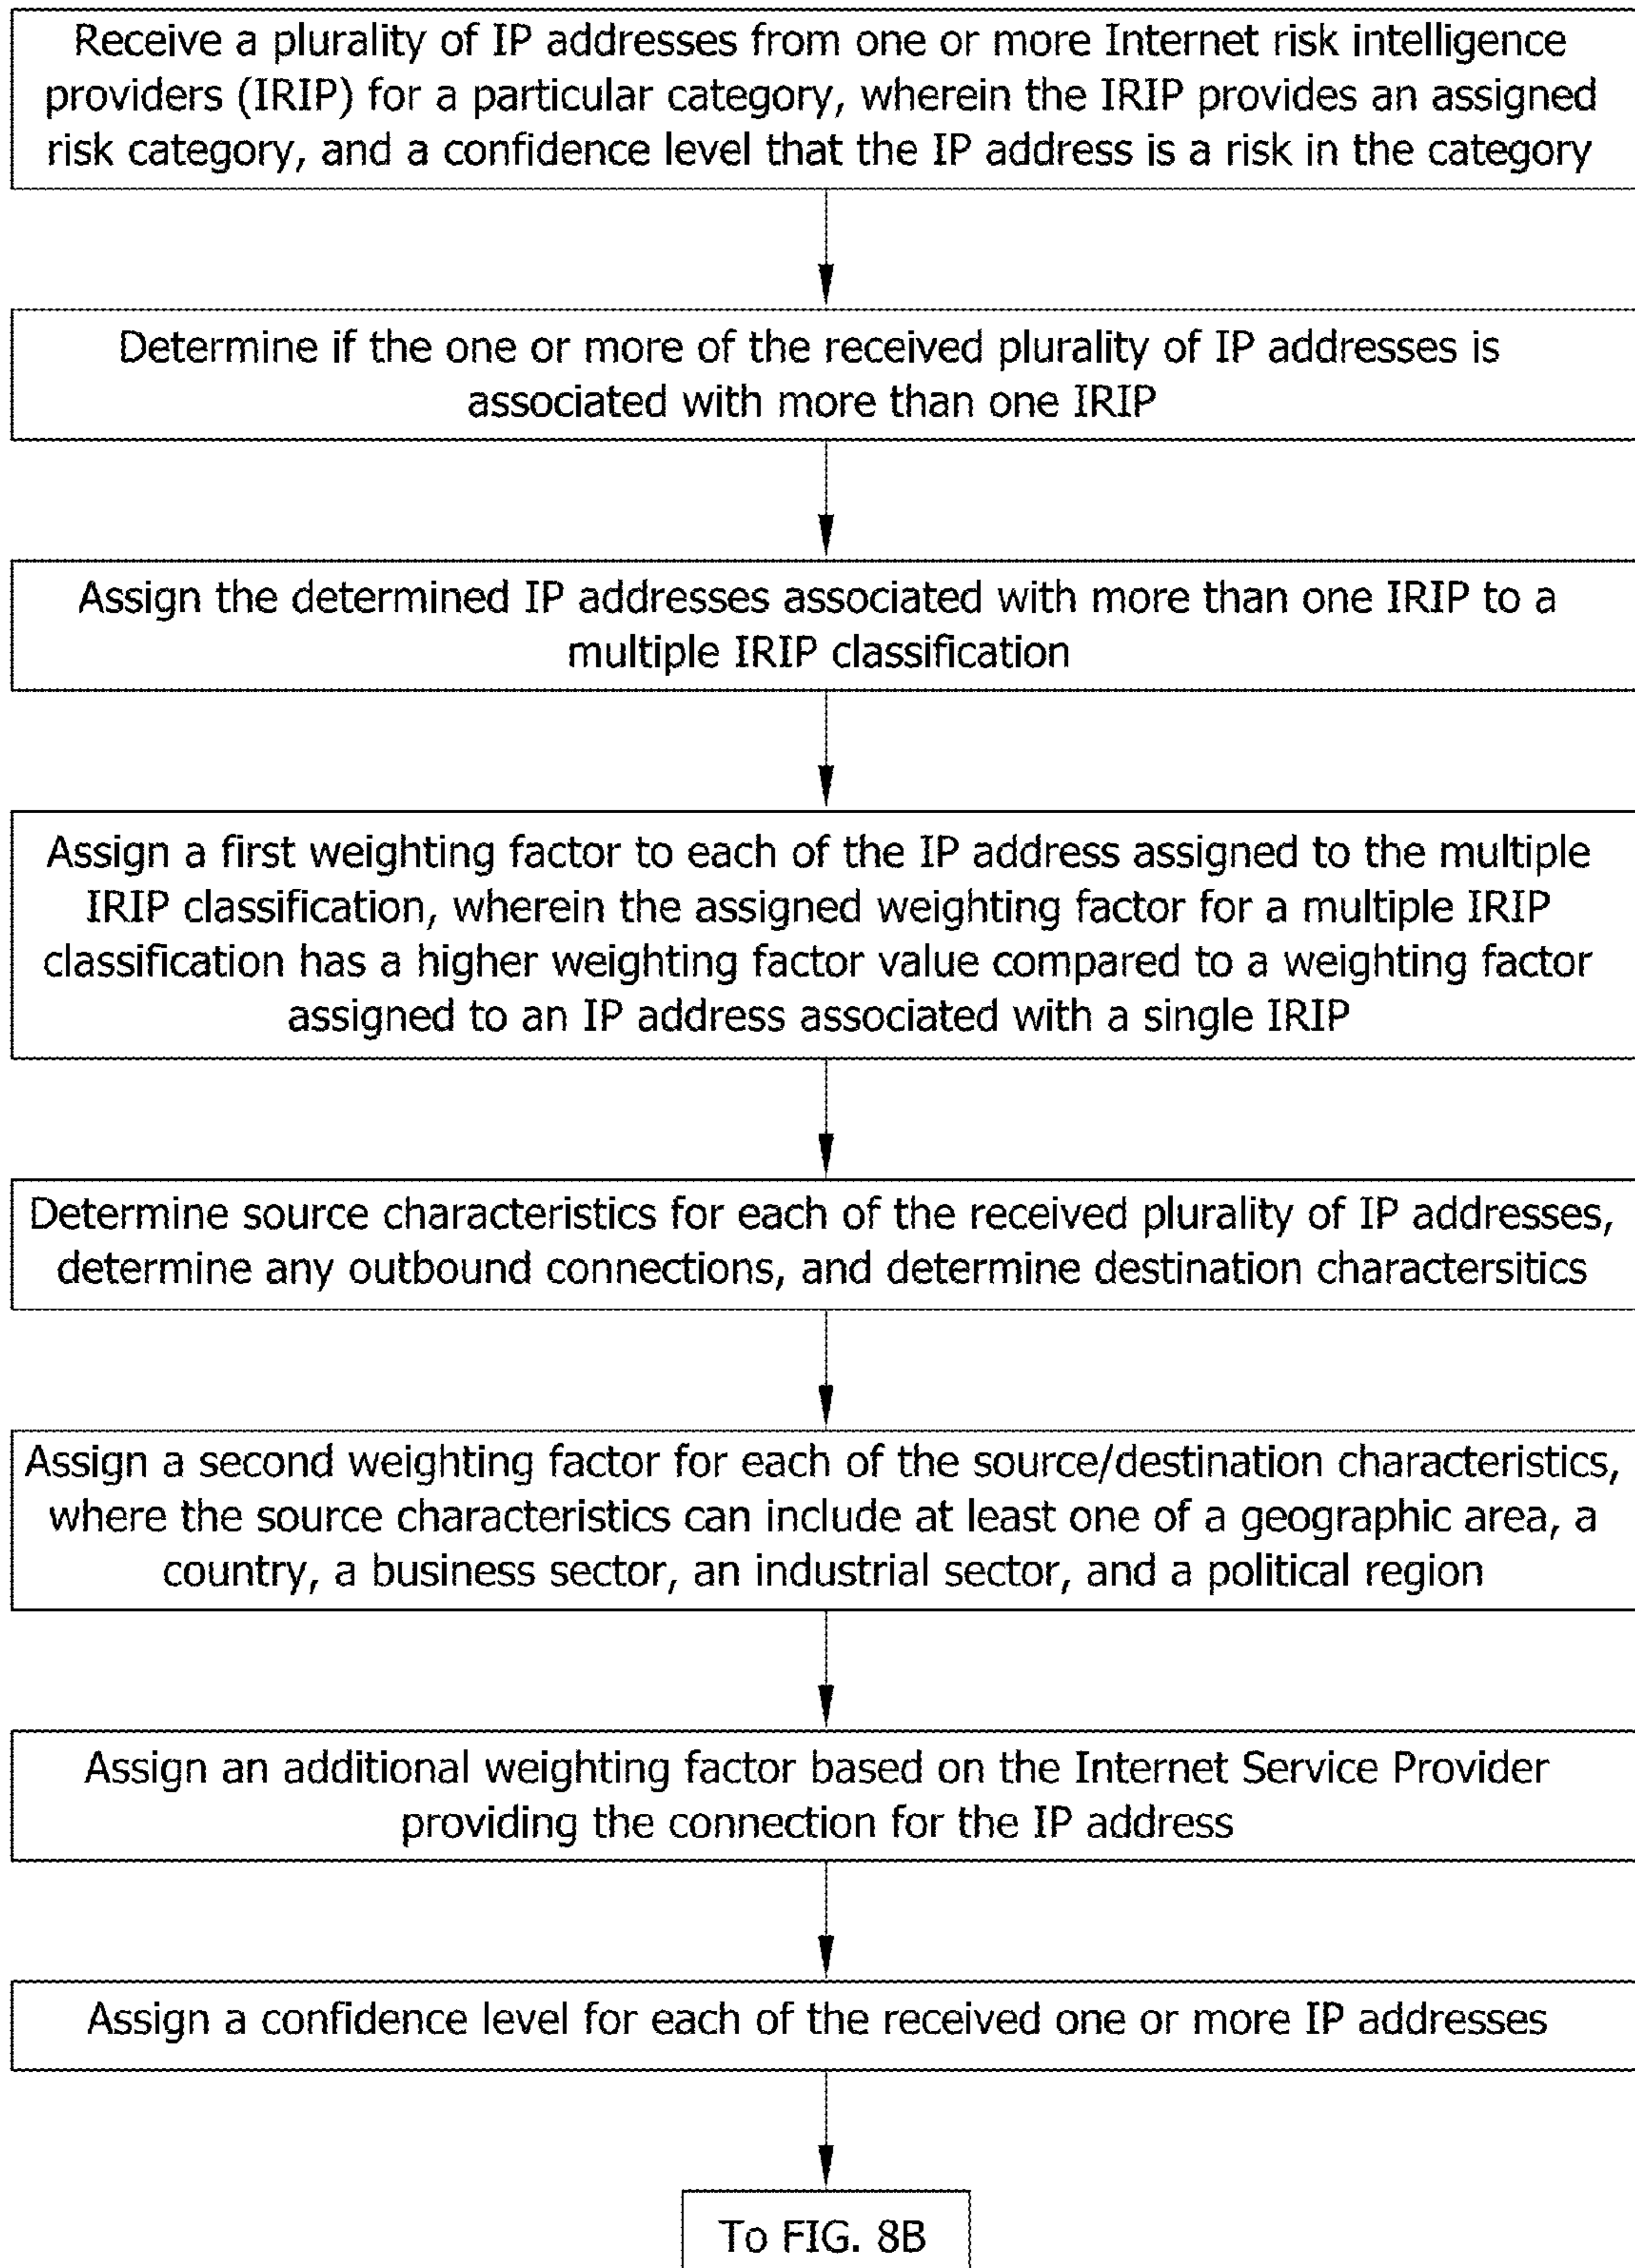 Receive a plurality of IP addresses from one or more Internet risk intelligence
providers (IRIP) for a particular category, wherein the IRIP provides an assigned
risk category, and a confidence level that the IP address is a risk in the category
Determine if the one or more of the received plurality of IP addresses is
associated with more than one IRIP
Assign the determined IP addresses associated with more than one IRIP to a
multiple IRIP classification
Assign a first weighting factor to each of the IP address assigned to the multiple
IRIP classification, wherein the assigned weighting factor for a multiple IRIP
classification has a higher weighting factor value compared to a weighting factor
assigned to an IP address associated with a single IRIP
Determine source characteristics for each of the received plurality of IP addresses,
determine any outbound connections, and determine destination charactersitics
Assign a second weighting factor for each of the source/destination characteristics,
where the source characteristics can include at least one of a geographic area, a
country, a business sector, an industrial sector, and a political region
Assign an additional weighting factor based on the Internet Service Provider
providing the connection for the IP address
Assign a confidence level for each of the received one or more IP addresses
To FIG. 8B